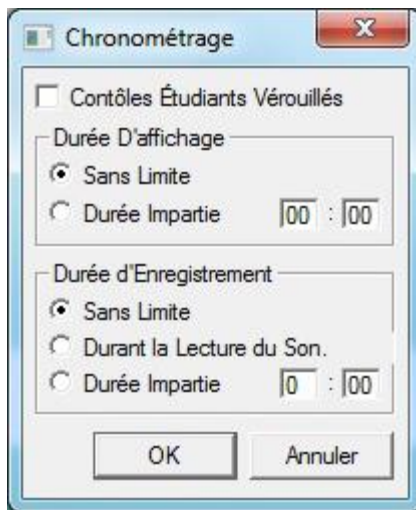 Chronométrage
Contôles Étudiants Vérouillés
Durée D'affichage
Sans Limite
Durée Impartie 00 : 00
Durée d'Enregistrement
Sans Limite
Durant la Lecture du Son.
Durée Impartie 0 : 00
OK Annuler